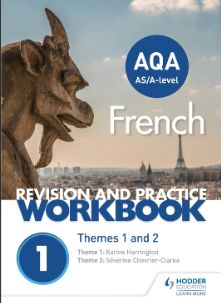 AQA
AS/A-level
French
REVISION AND PRACTICE
WORKBOOK
1
Themes 1 and 2
Theme 1: Karine Harrington
Theme 2: Séverine Chevrier-Clarke
HODDER
EDUCATION
LEARN MORE